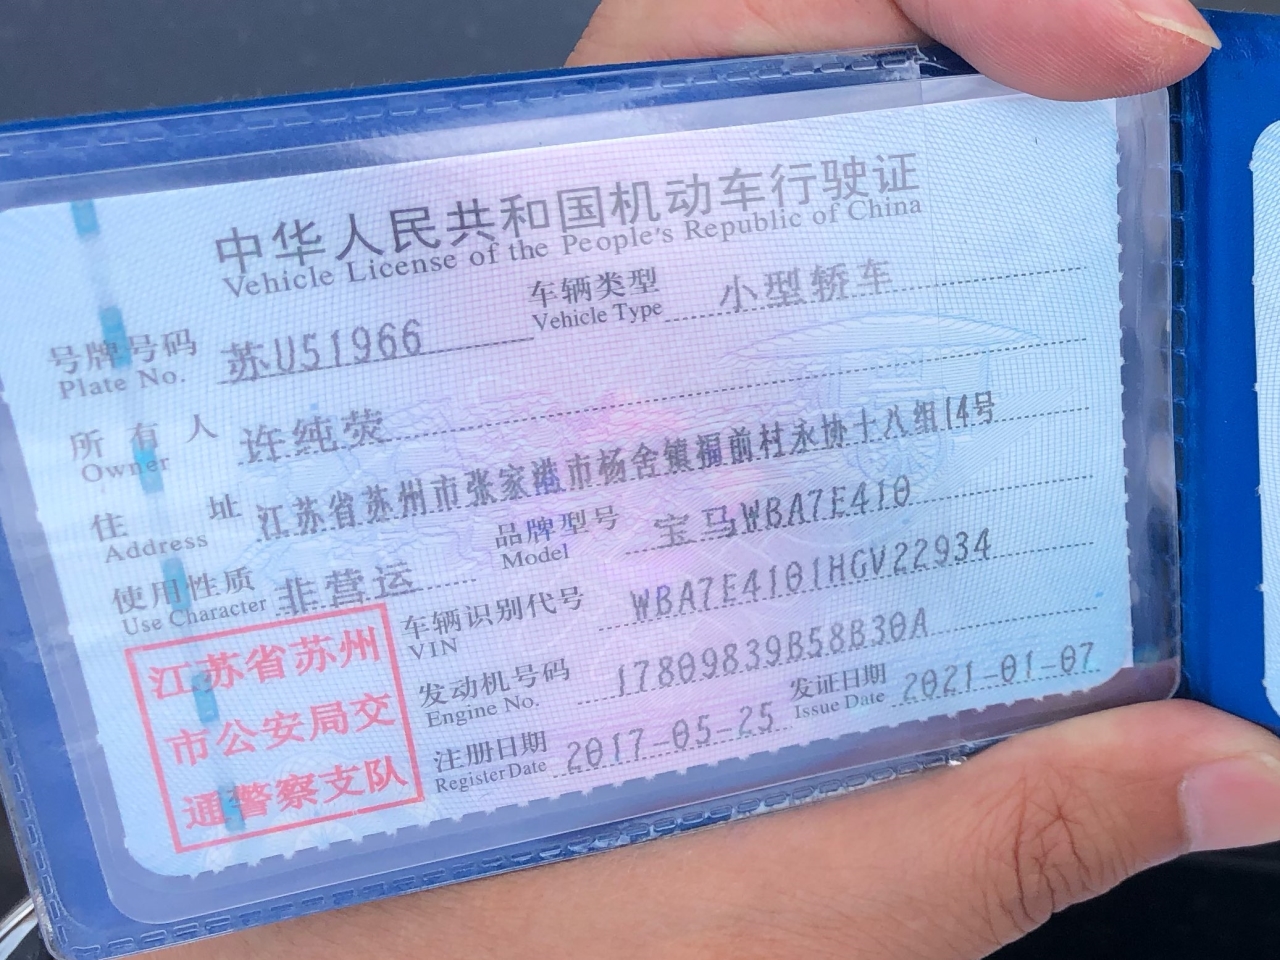 中华人民共和国机动车行驶证
Vehicle License of the People's Republic of China
号牌号码 苏U51966 车辆类型 小型轿车
Plate No. Vehicle Type
所有人 许纯荧
Owner
住址 江苏省苏州市张家港市杨舍镇福前村永协十八组14号
Address
使用性质 非营运 品牌型号 宝马WBA7E410
Use Character Model
车辆识别代号 WBA7E4101HGV22934
VIN
发动机号码 17809839B58B30A
Engine No.
注册日期 2017-05-25 发证日期 2021-01-07
Register Date Issue Date
江苏省苏州
市公安局交
通警察支队